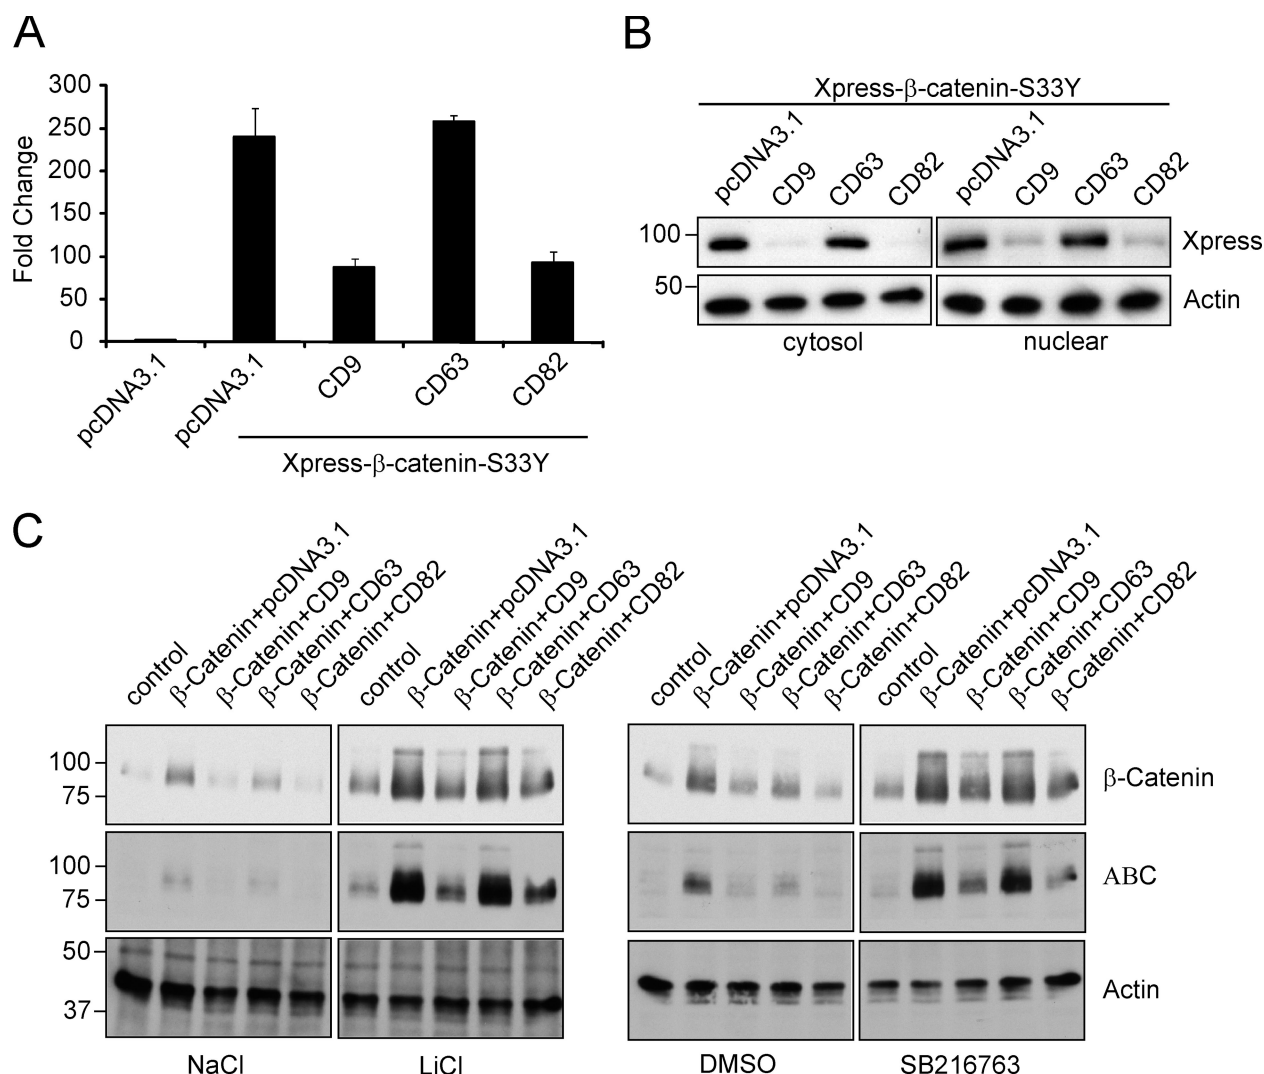 A
Fold Change
300
250
200
150
100
50
0
pcDNA3.1
pcDNA3.1
CD9
CD63
CD82
Xpress-β-catenin-S33Y
B
Xpress-β-catenin-S33Y
pcDNA3.1
CD9
CD63
CD82
pcDNA3.1
CD9
CD63
CD82
100
Xpress
50
Actin
cytosol
nuclear
C
control
β-Catenin+pcDNA3.1
β-Catenin+CD9
β-Catenin+CD63
β-Catenin+CD82
control
β-Catenin+pcDNA3.1
β-Catenin+CD9
β-Catenin+CD63
β-Catenin+CD82
control
β-Catenin+pcDNA3.1
β-Catenin+CD9
β-Catenin+CD63
β-Catenin+CD82
control
β-Catenin+pcDNA3.1
β-Catenin+CD9
β-Catenin+CD63
β-Catenin+CD82
100
75
β-Catenin
100
75
ABC
50
37
Actin
NaCl
LiCl
DMSO
SB216763